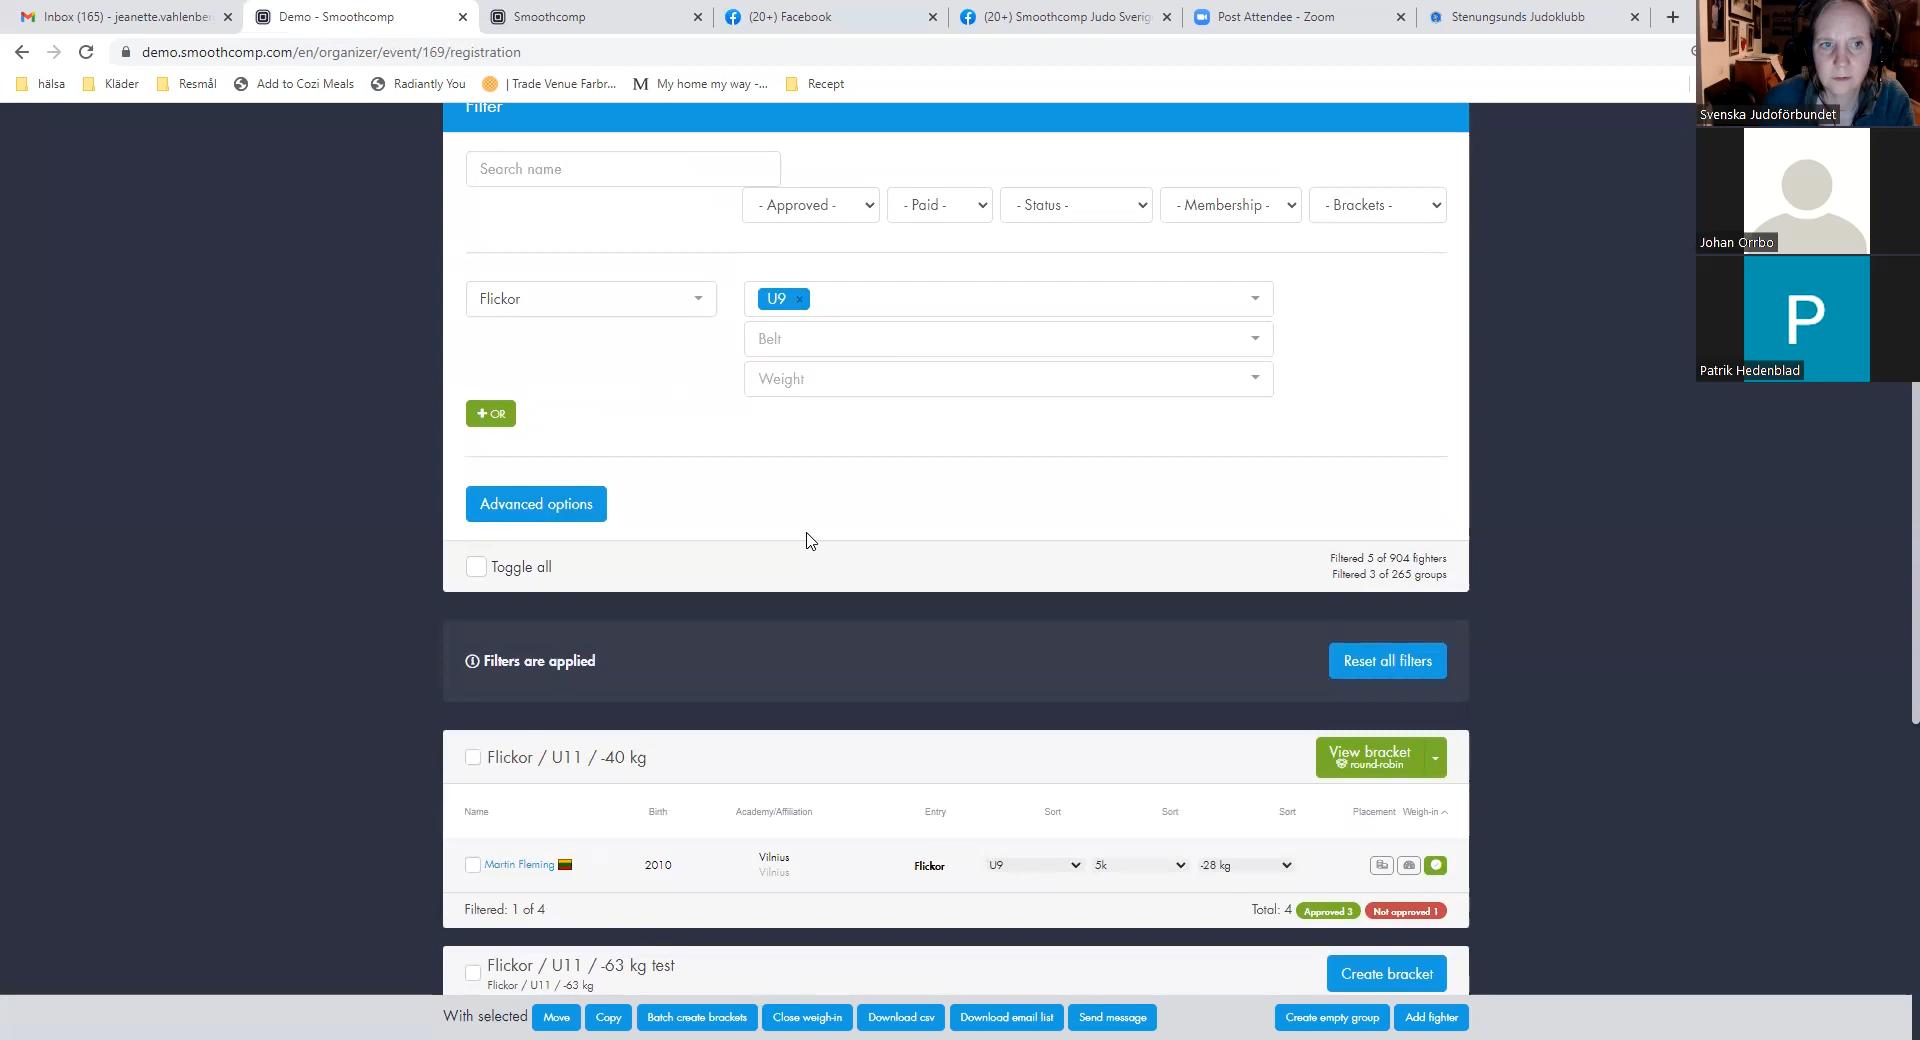 Inbox (165) - jeanette.vahlenber
Demo - Smoothcomp
Smoothcomp
(20+) Facebook
(20+) Smoothcomp Judo Sverig
Post Attendee - Zoom
Stenungsunds Judoklubb
demo.smoothcomp.com/en/organizer/event/169/registration
hälsa
Kläder
Resmål
Add to Cozi Meals
Radiantly You
| Trade Venue Farbr...
My home my way -...
Recept
Svenska Judoförbundet
Johan Orrbo
P
Patrik Hedenblad
Filter
Search name
- Approved -
- Paid -
- Status -
- Membership -
- Brackets -
Flickor
U9 ×
Belt
Weight
+ OR
Advanced options
Toggle all
Filtered 5 of 904 fighters
Filtered 3 of 265 groups
Filters are applied
Reset all filters
Flickor / U11 / -40 kg
View bracket
round-robin
Name Birth Academy/Affiliation Entry Sort Sort Sort Placement Weigh-in
Martin Fleming 2010 Vilnius Flickor U9 5k -28 kg
Vilnius
Filtered: 1 of 4
Total: 4 Approved 3 Not approved 1
Flickor / U11 / -63 kg test
Flickor / U11 / -63 kg
Create bracket
With selected Move Copy Batch create brackets Close weigh-in Download csv Download email list Send message Create empty group Add fighter